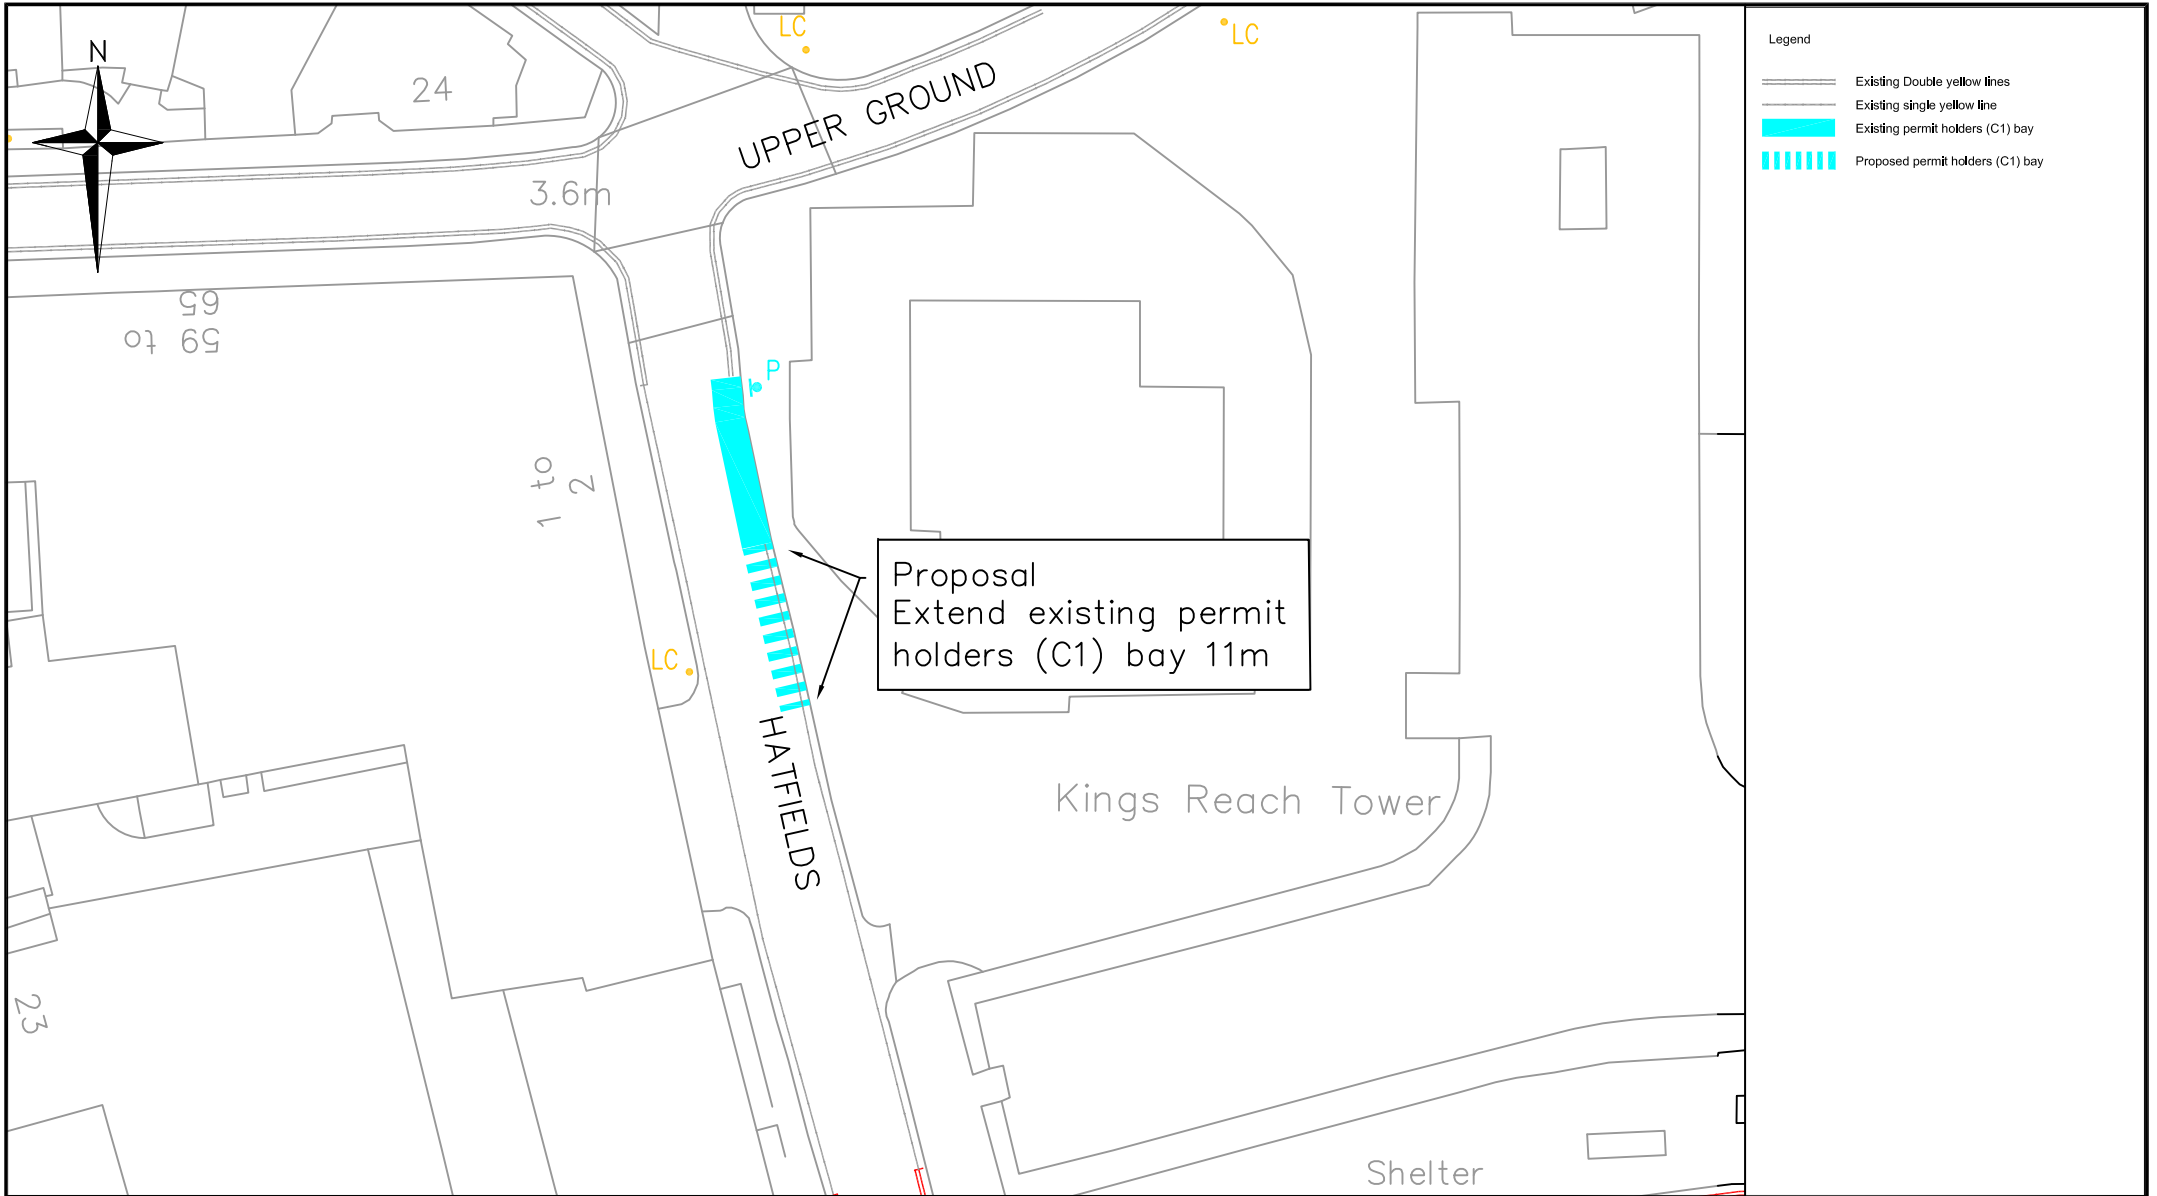 N
24
LC
LC
UPPER GROUND
3.6m
59 to
65
P
1 to
2
Proposal
Extend existing permit
holders (C1) bay 11m
LC
HATFIELDS
Kings Reach Tower
23
Shelter
Legend
Existing Double yellow lines
Existing single yellow line
Existing permit holders (C1) bay
Proposed permit holders (C1) bay